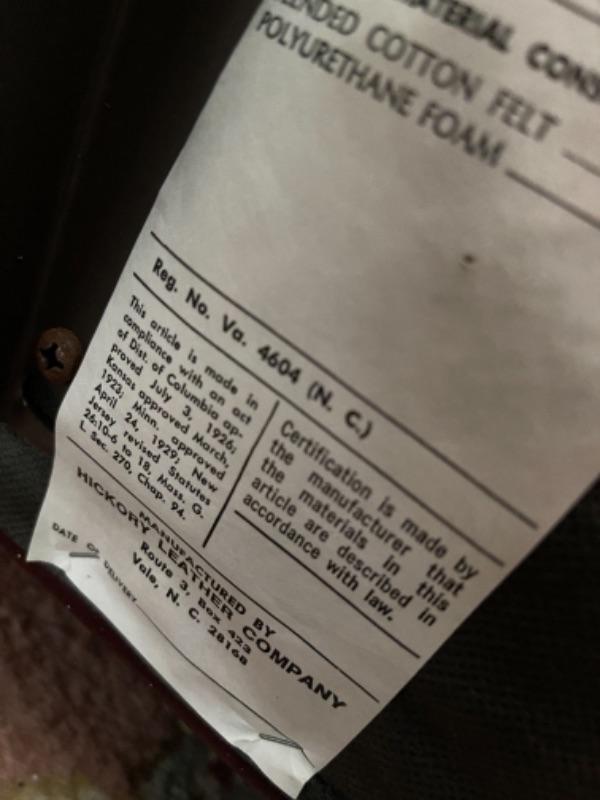 MATERIAL CONS
BLENDED COTTON FELT
POLYURETHANE FOAM
Reg. No. Va. 4604 (N. C.)
This article is made in
compliance with an act
of Dist. of Columbia ap-
proved July 3, 1926;
Kansas approved March,
1923; Minn. approved
April 24, 1929; New
Jersey revised Statutes
26:10-6 to 18, Mass. G.
L. Sec. 270, Chap. 94.
Certification is made by
the manufacturer that
the materials in this
article are described in
accordance with law.
MANUFACTURED BY
HICKORY LEATHER COMPANY
Route 3, Box 423
Vale, N. C. 28168
DATE OF DELIVERY